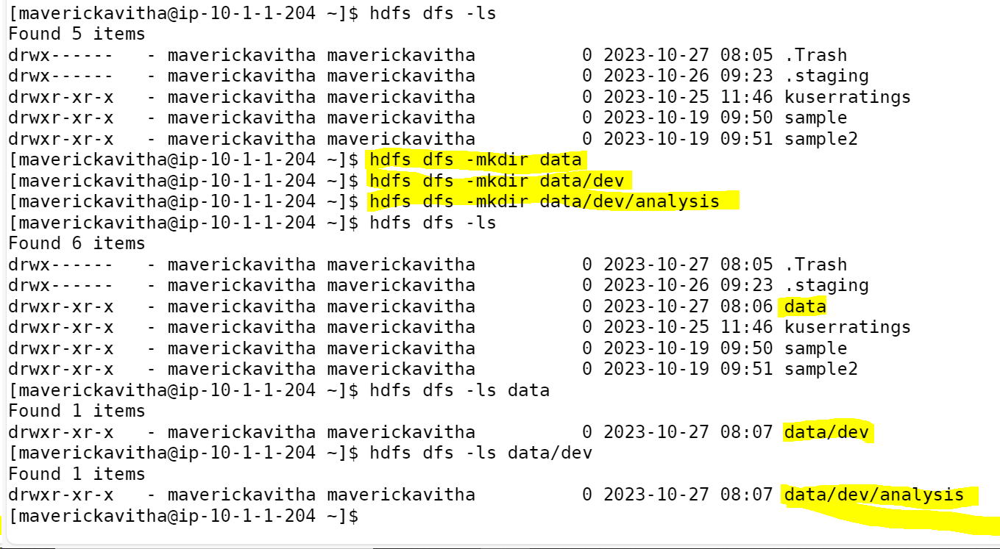 [maverickavitha@ip-10-1-1-204 ~]$ hdfs dfs -ls
Found 5 items
drwx------   - maverickavitha maverickavitha          0 2023-10-27 08:05 .Trash
drwx------   - maverickavitha maverickavitha          0 2023-10-26 09:23 .staging
drwxr-xr-x   - maverickavitha maverickavitha          0 2023-10-25 11:46 kuserratings
drwxr-xr-x   - maverickavitha maverickavitha          0 2023-10-19 09:50 sample
drwxr-xr-x   - maverickavitha maverickavitha          0 2023-10-19 09:51 sample2
[maverickavitha@ip-10-1-1-204 ~]$ hdfs dfs -mkdir data
[maverickavitha@ip-10-1-1-204 ~]$ hdfs dfs -mkdir data/dev
[maverickavitha@ip-10-1-1-204 ~]$ hdfs dfs -mkdir data/dev/analysis
[maverickavitha@ip-10-1-1-204 ~]$ hdfs dfs -ls
Found 6 items
drwx------   - maverickavitha maverickavitha          0 2023-10-27 08:05 .Trash
drwx------   - maverickavitha maverickavitha          0 2023-10-26 09:23 .staging
drwxr-xr-x   - maverickavitha maverickavitha          0 2023-10-27 08:06 data
drwxr-xr-x   - maverickavitha maverickavitha          0 2023-10-25 11:46 kuserratings
drwxr-xr-x   - maverickavitha maverickavitha          0 2023-10-19 09:50 sample
drwxr-xr-x   - maverickavitha maverickavitha          0 2023-10-19 09:51 sample2
[maverickavitha@ip-10-1-1-204 ~]$ hdfs dfs -ls data
Found 1 items
drwxr-xr-x   - maverickavitha maverickavitha          0 2023-10-27 08:07 data/dev
[maverickavitha@ip-10-1-1-204 ~]$ hdfs dfs -ls data/dev
Found 1 items
drwxr-xr-x   - maverickavitha maverickavitha          0 2023-10-27 08:07 data/dev/analysis
[maverickavitha@ip-10-1-1-204 ~]$